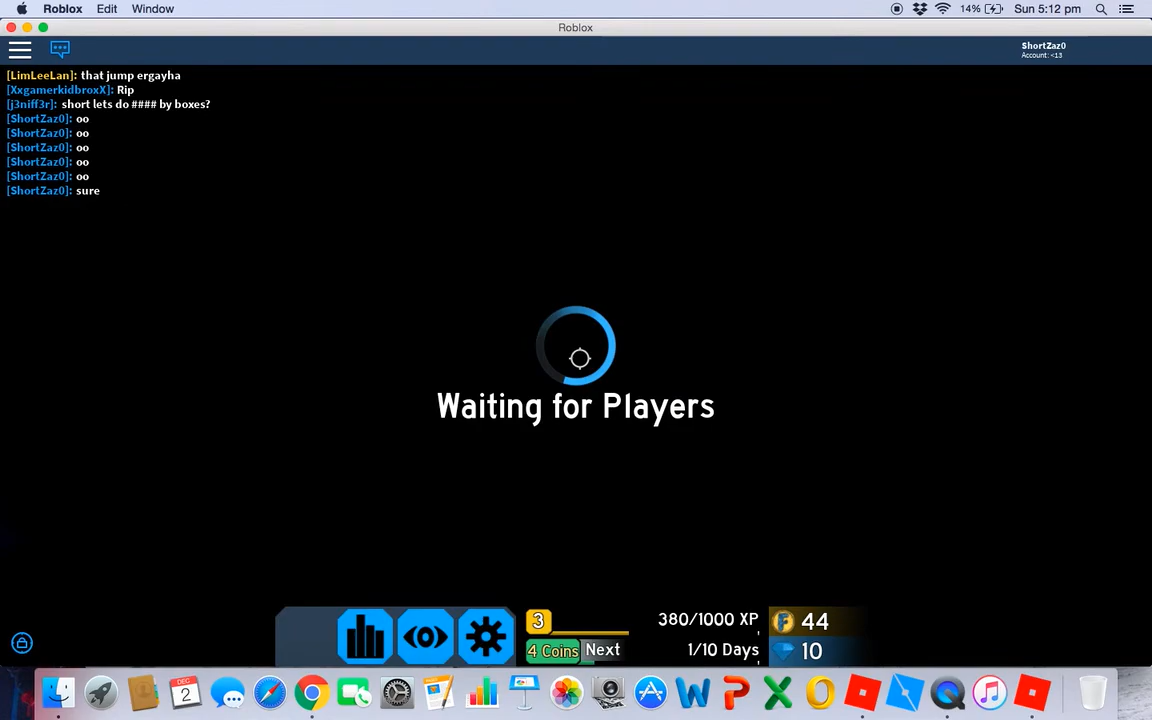 Roblox Edit Window 14% Sun 5:12 pm
Roblox
ShortZaz0
Account: <13
[LimLeeLan]: that jump ergayha
[XxgamerkidbroxX]: Rip
[j3niff3r]: short lets do #### by boxes?
[ShortZaz0]: oo
[ShortZaz0]: oo
[ShortZaz0]: oo
[ShortZaz0]: oo
[ShortZaz0]: oo
[ShortZaz0]: sure
Waiting for Players
3 380/1000 XP F 44
4 Coins Next 1/10 Days 10
DEC
2
W P X O